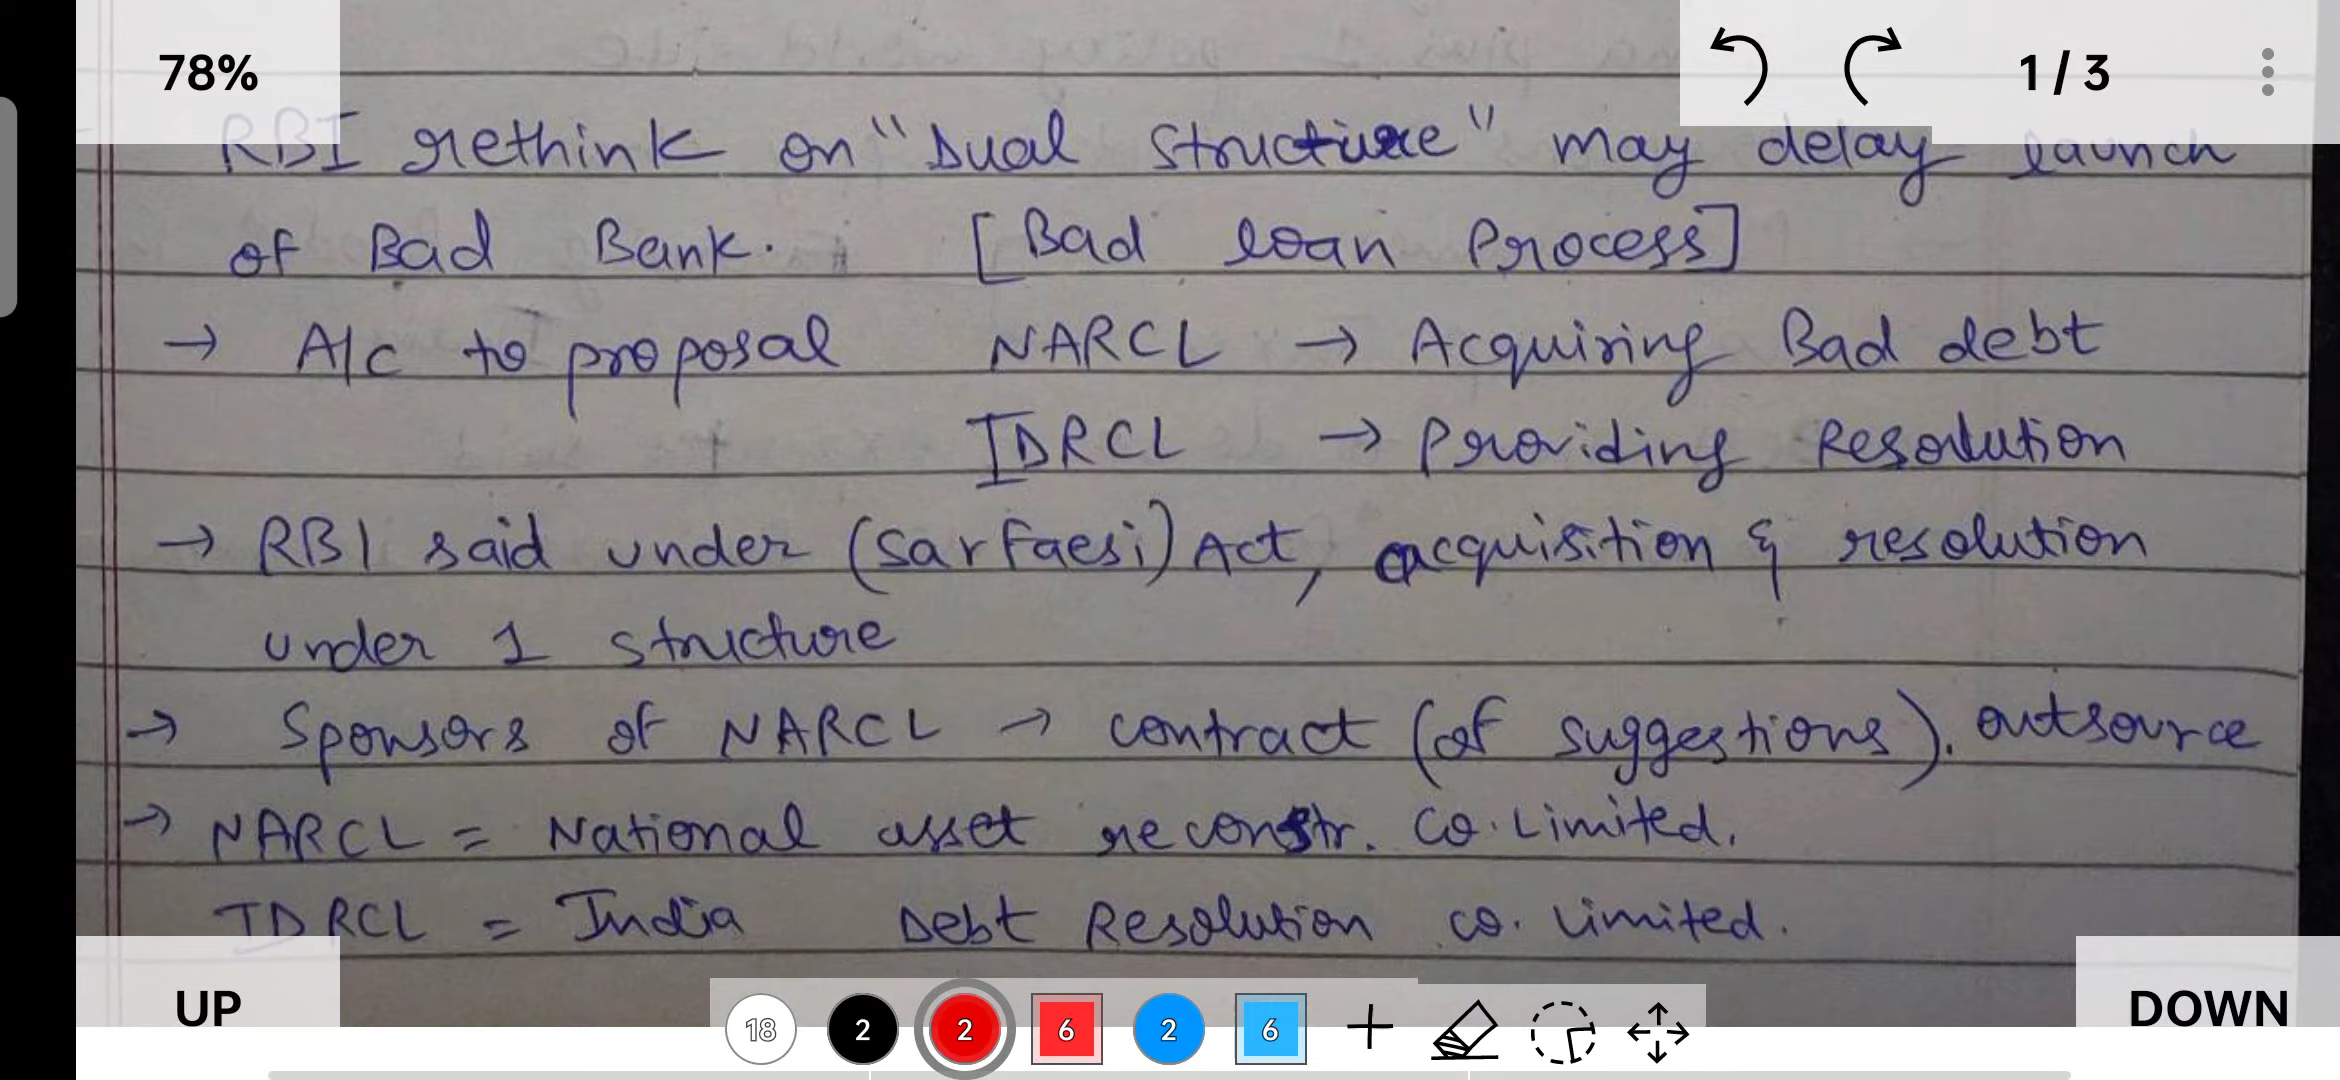 78%
1 / 3
RBI rethink on "Dual Structure" may delay launch
of Bad Bank. [Bad loan Process]
→ A/c to proposal NARCL → Acquiring Bad debt
IDRCL → Providing Resolution
→ RBI said under (Sarfaesi) Act, acquisition & resolution
under 1 structure
→ Sponsors of NARCL → contract (of suggestions). outsource
→ NARCL = National asset reconstr. Co. Limited.
IDRCL = India Debt Resolution co. Limited.
UP
18 2 2 6 2 6
DOWN